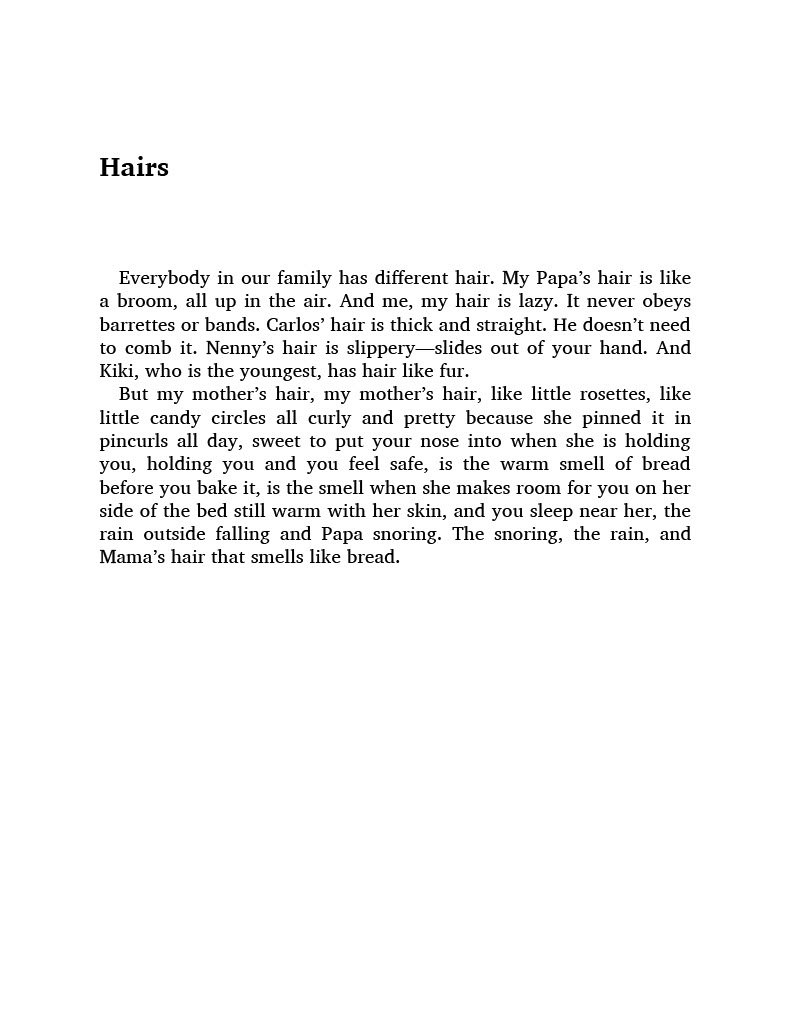 Hairs
Everybody in our family has different hair. My Papa’s hair is like
a broom, all up in the air. And me, my hair is lazy. It never obeys
barrettes or bands. Carlos’ hair is thick and straight. He doesn’t need
to comb it. Nenny’s hair is slippery—slides out of your hand. And
Kiki, who is the youngest, has hair like fur.
But my mother’s hair, my mother’s hair, like little rosettes, like
little candy circles all curly and pretty because she pinned it in
pincurls all day, sweet to put your nose into when she is holding
you, holding you and you feel safe, is the warm smell of bread
before you bake it, is the smell when she makes room for you on her
side of the bed still warm with her skin, and you sleep near her, the
rain outside falling and Papa snoring. The snoring, the rain, and
Mama’s hair that smells like bread.